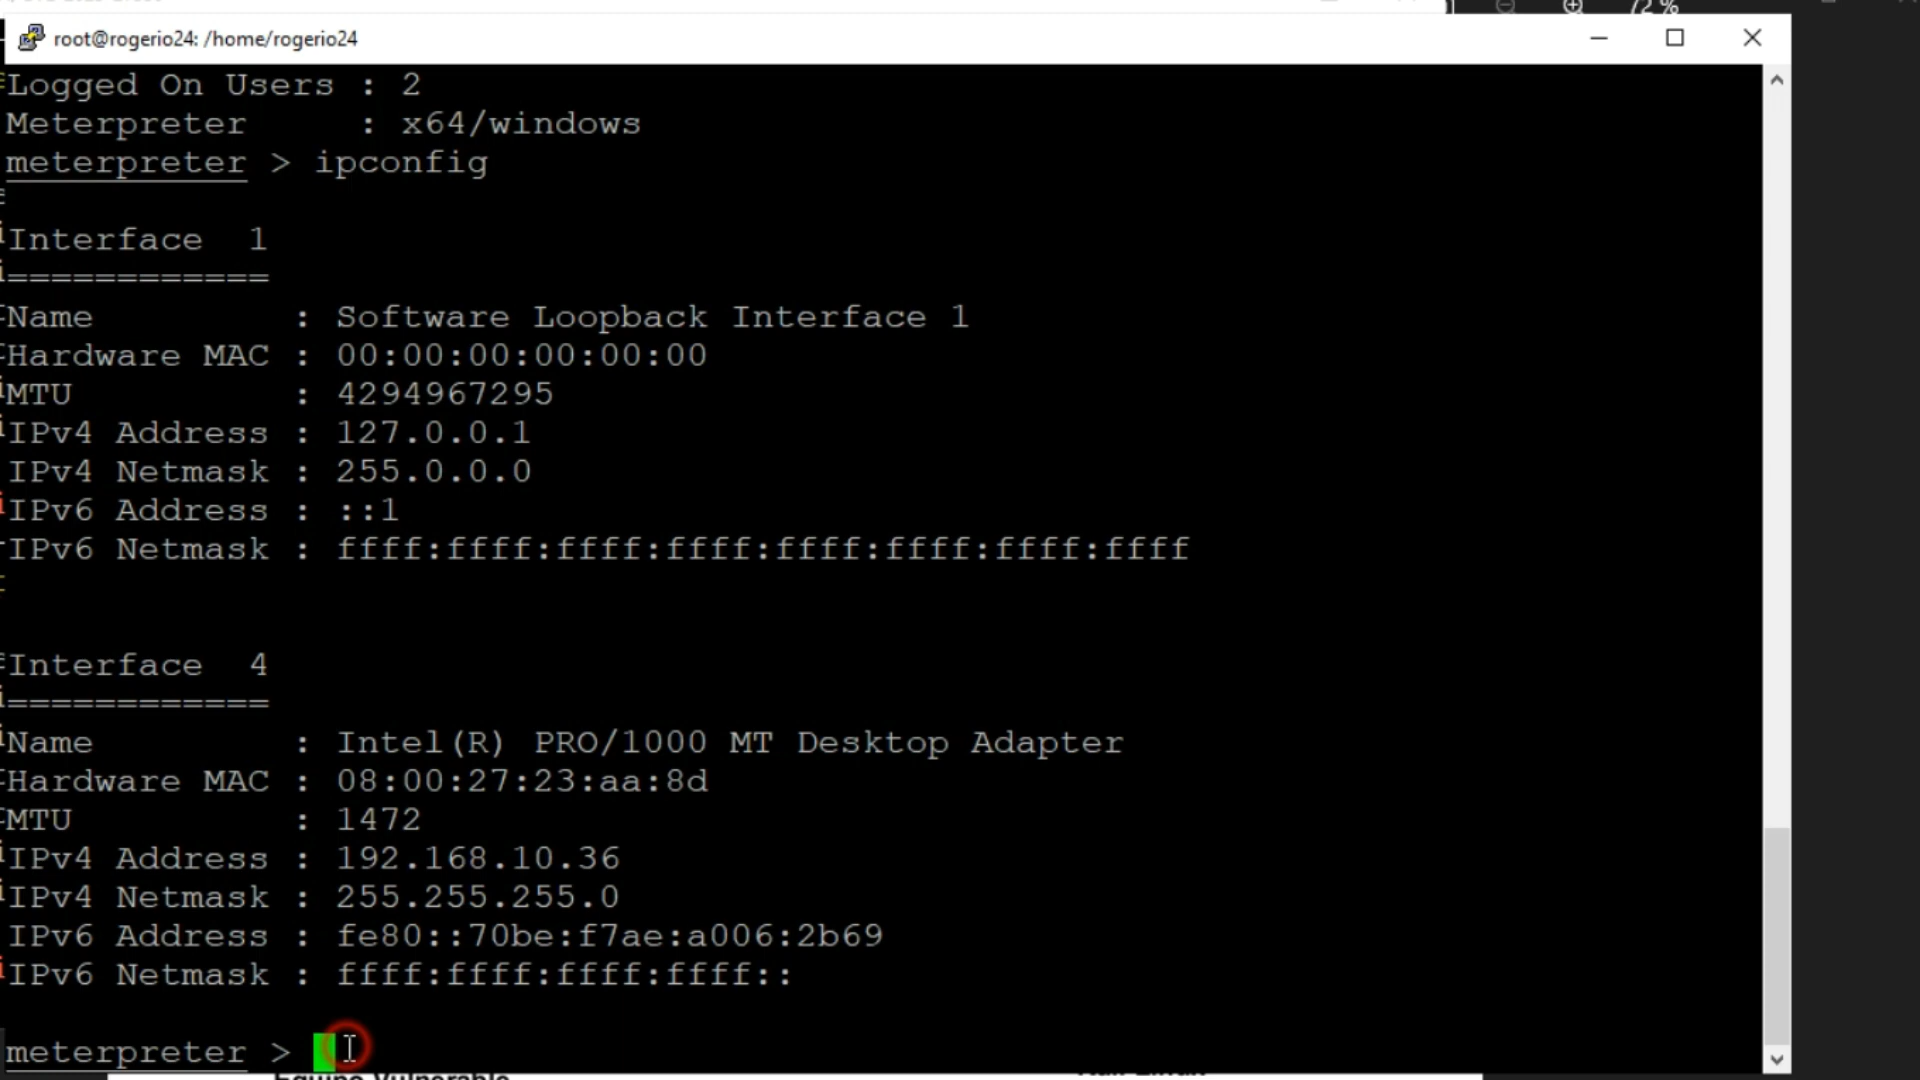 72 %
root@rogerio24: /home/rogerio24
Logged On Users : 2
Meterpreter     : x64/windows
meterpreter > ipconfig
Interface  1
============
Name         : Software Loopback Interface 1
Hardware MAC : 00:00:00:00:00:00
MTU          : 4294967295
IPv4 Address : 127.0.0.1
IPv4 Netmask : 255.0.0.0
IPv6 Address : ::1
IPv6 Netmask : ffff:ffff:ffff:ffff:ffff:ffff:ffff:ffff
Interface  4
============
Name         : Intel(R) PRO/1000 MT Desktop Adapter
Hardware MAC : 08:00:27:23:aa:8d
MTU          : 1472
IPv4 Address : 192.168.10.36
IPv4 Netmask : 255.255.255.0
IPv6 Address : fe80::70be:f7ae:a006:2b69
IPv6 Netmask : ffff:ffff:ffff:ffff::
meterpreter >